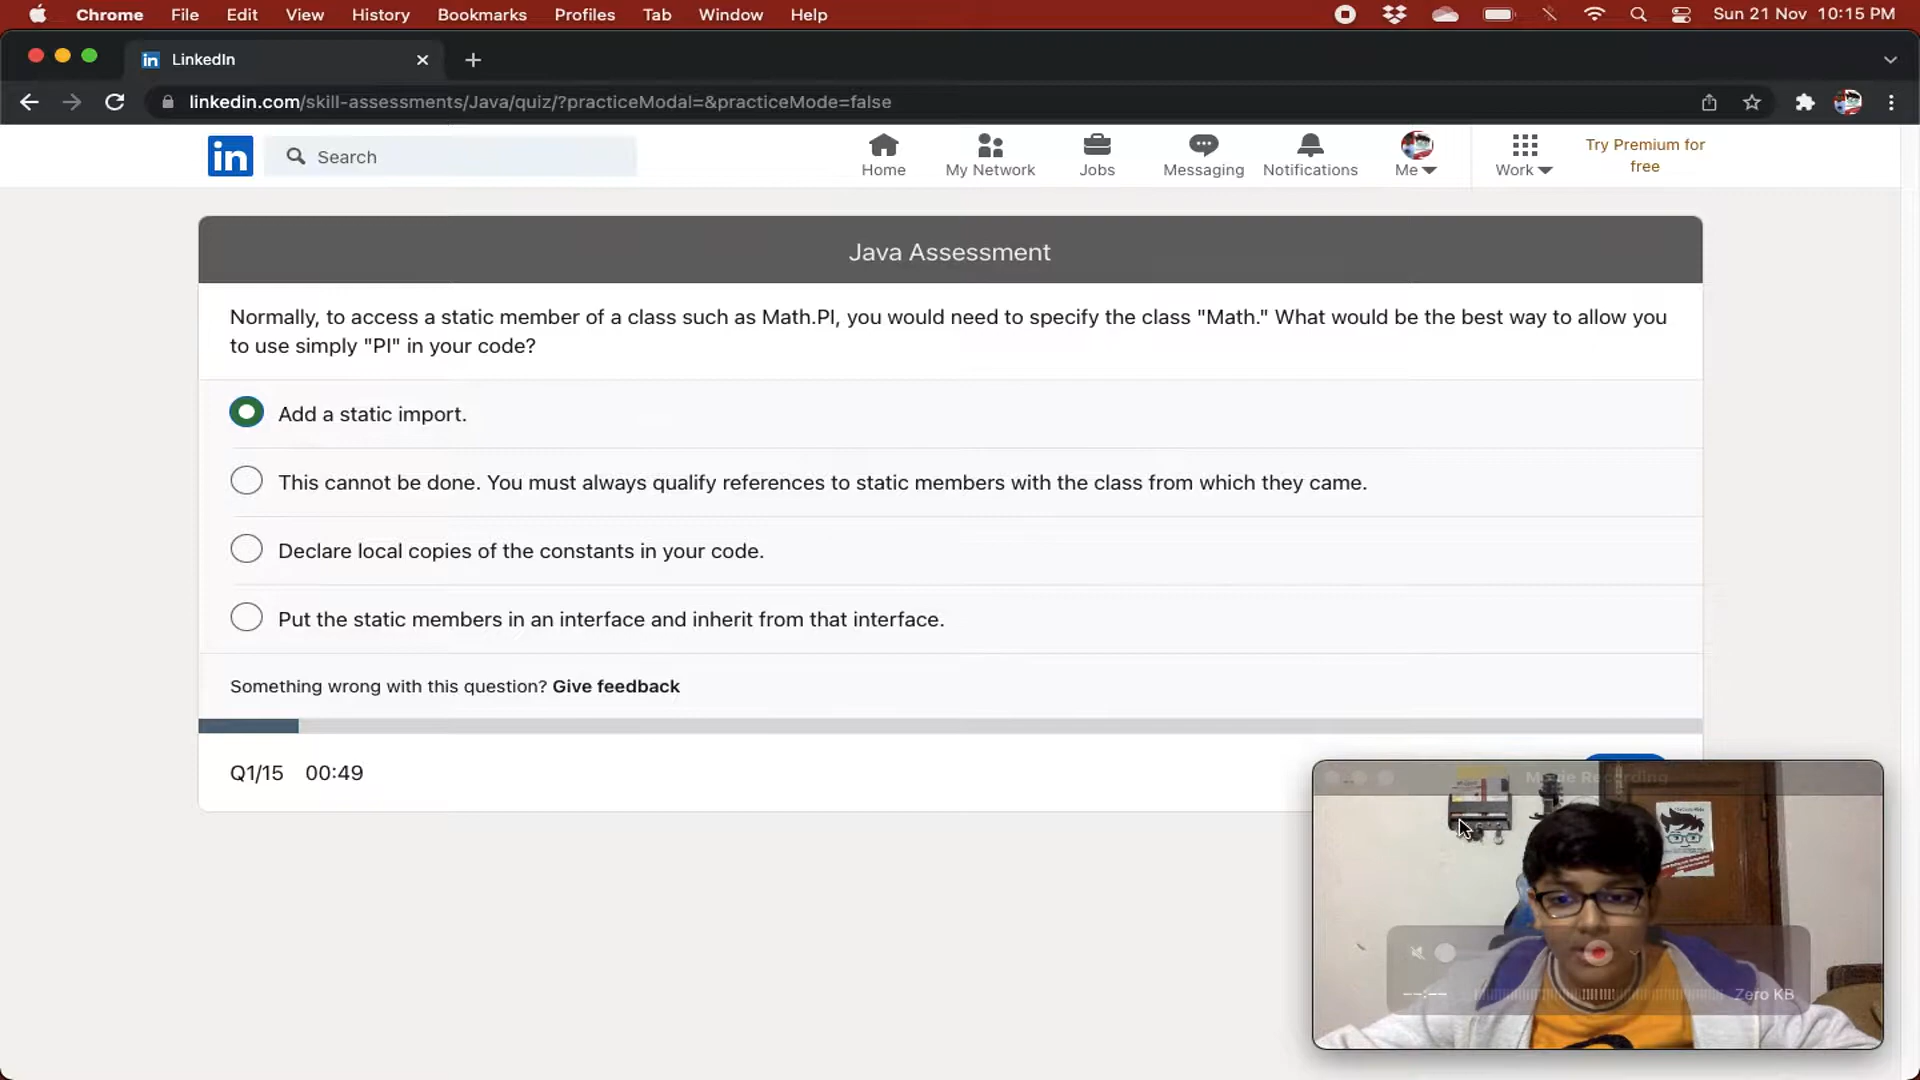 Chrome File Edit View History Bookmarks Profiles Tab Window Help Sun 21 Nov 10:15 PM
in LinkedIn
linkedin.com/skill-assessments/Java/quiz/?practiceModal=&practiceMode=false
in Search Home My Network Jobs Messaging Notifications Me Work Try Premium for
free
Java Assessment
Normally, to access a static member of a class such as Math.PI, you would need to specify the class "Math." What would be the best way to allow you
to use simply "PI" in your code?
Add a static import.
This cannot be done. You must always qualify references to static members with the class from which they came.
Declare local copies of the constants in your code.
Put the static members in an interface and inherit from that interface.
Something wrong with this question? Give feedback
Q1/15 00:49
Movie Recording
--:-- Zero KB